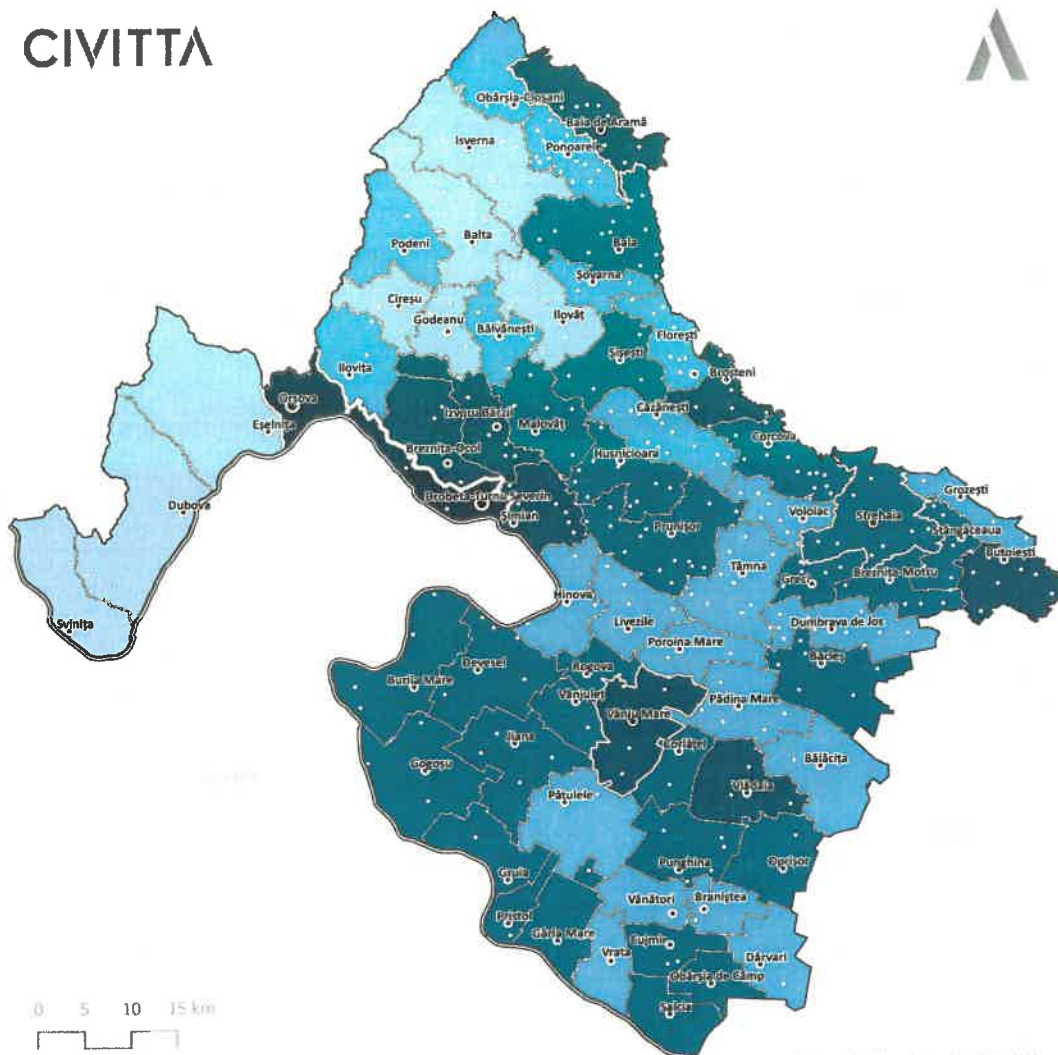 CIVITTA
Obârșia-Cloșani
Baia de Aramă
Isverna
Ponoarele
Podeni
Balta
Bala
Șovarna
Cireșu
Godeanu
Bâlvănești
Ilovăț
Florești
Șișești
Broșteni
Ilovița
Orșova
Eșelnița
Izvoru Bârzii
Malovăț
Căzănești
Corcova
Breznița-Ocol
Husnicioara
Grozești
Dubova
Drobeta-Turnu Severin
Șimian
Prunișor
Voloiac
Strehaia
Stângăceaua
Butoiești
Tâmna
Greci
Breznița-Motru
Hinova
Svinița
Livezile
Dumbrava de Jos
Poroina Mare
Bâcleș
Burila Mare
Devesel
Rogova
Vânjuleț
Pădina Mare
Vânju Mare
Jiana
Corlățel
Gogoșu
Bălăcița
Vlădaia
Pătulele
Gruia
Punghina
Oprișor
Vânători
Braniștea
Pristol
Gârla Mare
Cujmir
Vrata
Dârvari
Obârșia de Câmp
Salcia
0 5 10 15 km